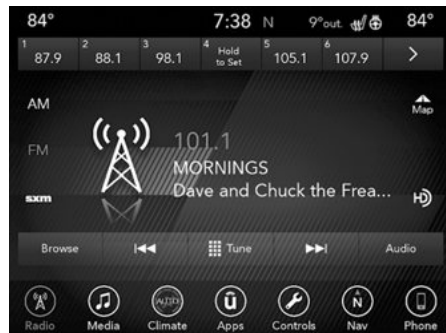 84° 7:38 N 9°out 84°
1 87.9 2 88.1 3 98.1 4 Hold to Set 5 105.1 6 107.9 >
AM
Map
FM
101.1
MORNINGS
Dave and Chuck the Frea...
sxm
HD
Browse Tune Audio
Radio Media AUTO Climate û Apps Controls N Nav Phone